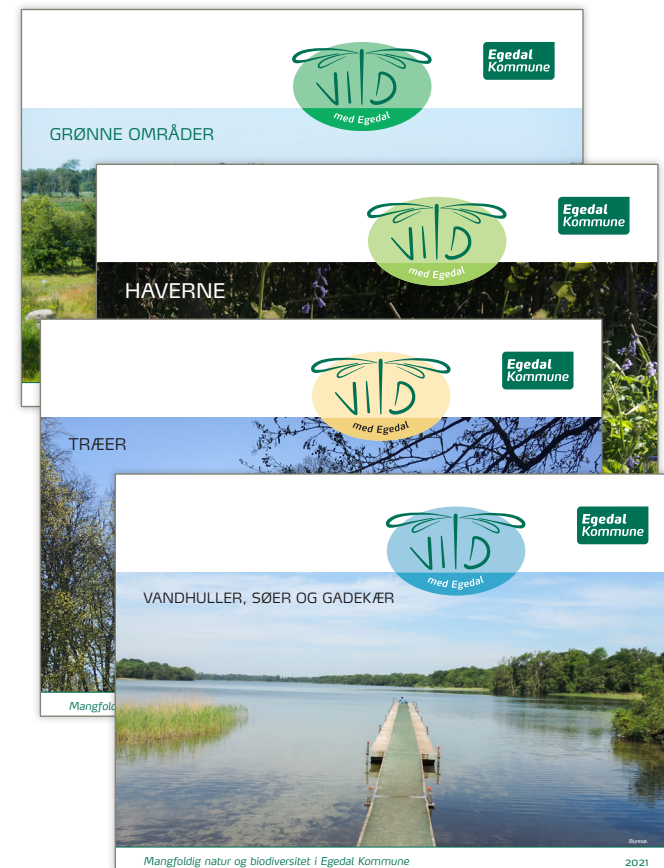 VILD
med Egedal
Egedal
Kommune
GRØNNE OMRÅDER
VILD
med Egedal
Egedal
Kommune
HAVERNE
VILD
med Egedal
Egedal
Kommune
TRÆER
Mangfold
VILD
med Egedal
Egedal
Kommune
VANDHULLER, SØER OG GADEKÆR
Buresø
Mangfoldig natur og biodiversitet i Egedal Kommune
2021